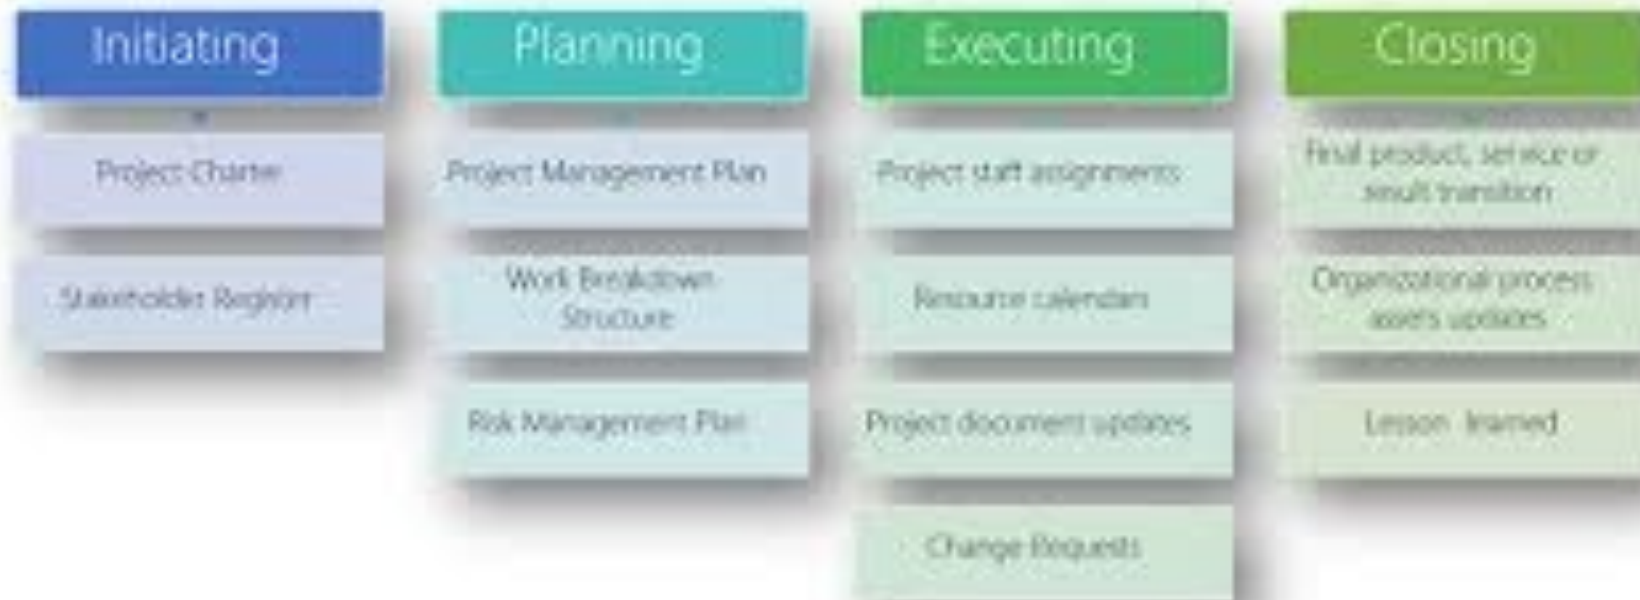 Initiating
Project Charter
Stakeholder Register
Planning
Project Management Plan
Work Breakdown
Structure
Risk Management Plan
Executing
Project staff assignments
Resource calendars
Project document updates
Change Requests
Closing
Final product, service or
result transition
Organizational process
assets updates
Lesson learned